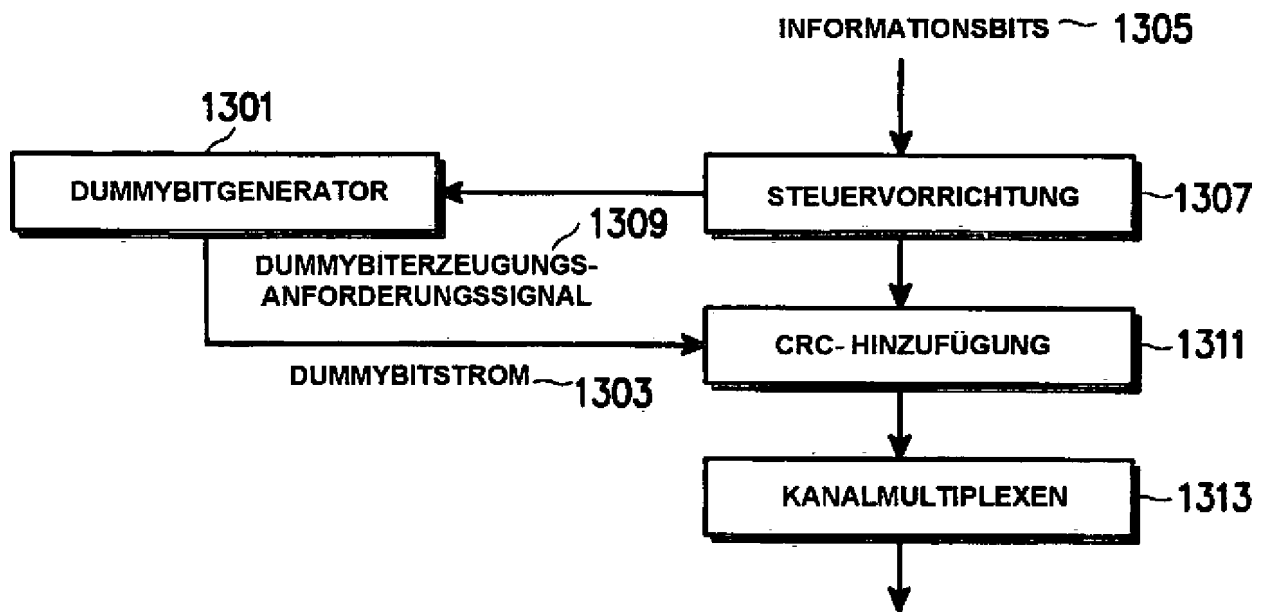 INFORMATIONSBITS 1305
1301
DUMMYBITGENERATOR
STEUERVORRICHTUNG 1307
1309
DUMMYBITERZEUGUNGS-
ANFORDERUNGSSIGNAL
CRC- HINZUFÜGUNG 1311
DUMMYBITSTROM 1303
KANALMULTIPLEXEN 1313